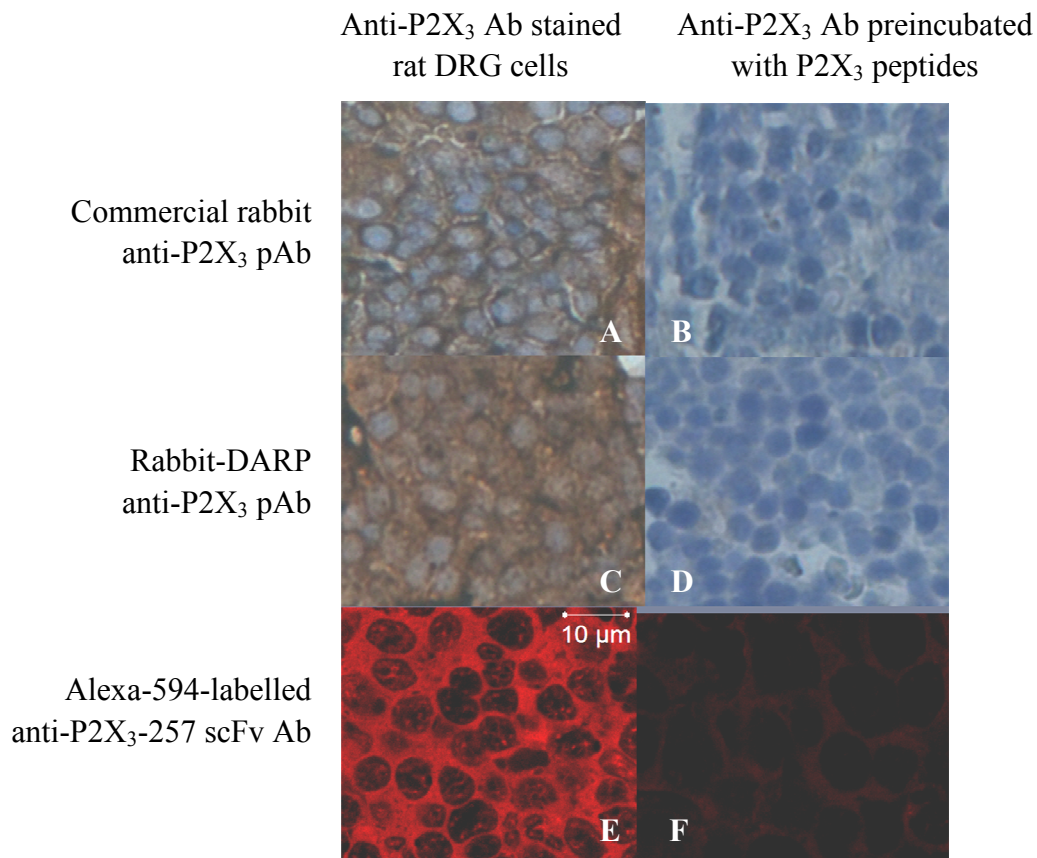 Anti-P2X₃ Ab stained
rat DRG cells
Anti-P2X₃ Ab preincubated
with P2X₃ peptides
Commercial rabbit
anti-P2X₃ pAb
A
B
Rabbit-DARP
anti-P2X₃ pAb
C
D
10 µm
Alexa-594-labelled
anti-P2X₃-257 scFv Ab
E
F